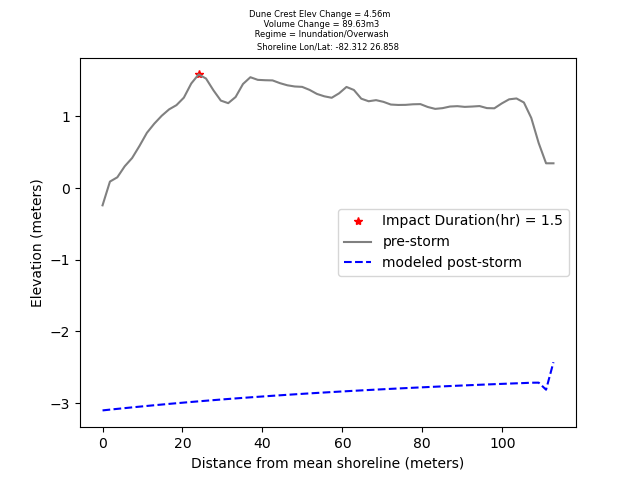 Dune Crest Elev Change = 4.56m
Volume Change = 89.63m3
Regime = Inundation/Overwash
Shoreline Lon/Lat: -82.312 26.858
1
0
−1
−2
−3
Elevation (meters)
Impact Duration(hr) = 1.5
pre-storm
modeled post-storm
0 20 40 60 80 100
Distance from mean shoreline (meters)